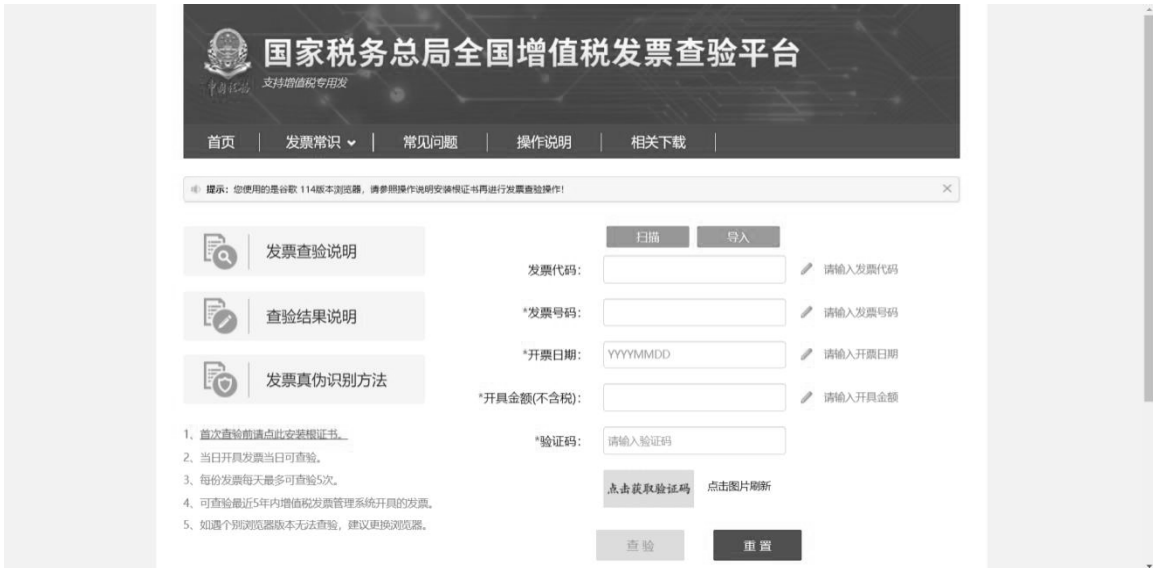 国家税务总局全国增值税发票查验平台
支持增值税专用发
首页 发票常识 常见问题 操作说明 相关下载
提示：您使用的是谷歌 114版本浏览器，请参照操作说明安装根证书再进行发票查验操作！
扫描 导入
发票查验说明
发票代码： 请输入发票代码
查验结果说明
*发票号码： 请输入发票号码
*开票日期： YYYYMMDD 请输入开票日期
发票真伪识别方法
*开具金额(不含税)： 请输入开具金额
1、首次查验前请点此安装根证书。
*验证码： 请输入验证码
2、当日开具发票当日可查验。
3、每份发票每天最多可查验5次。
点击获取验证码 点击图片刷新
4、可查验最近5年内增值税发票管理系统开具的发票。
5、如遇个别浏览器版本无法查验，建议更换浏览器。
查验 重置